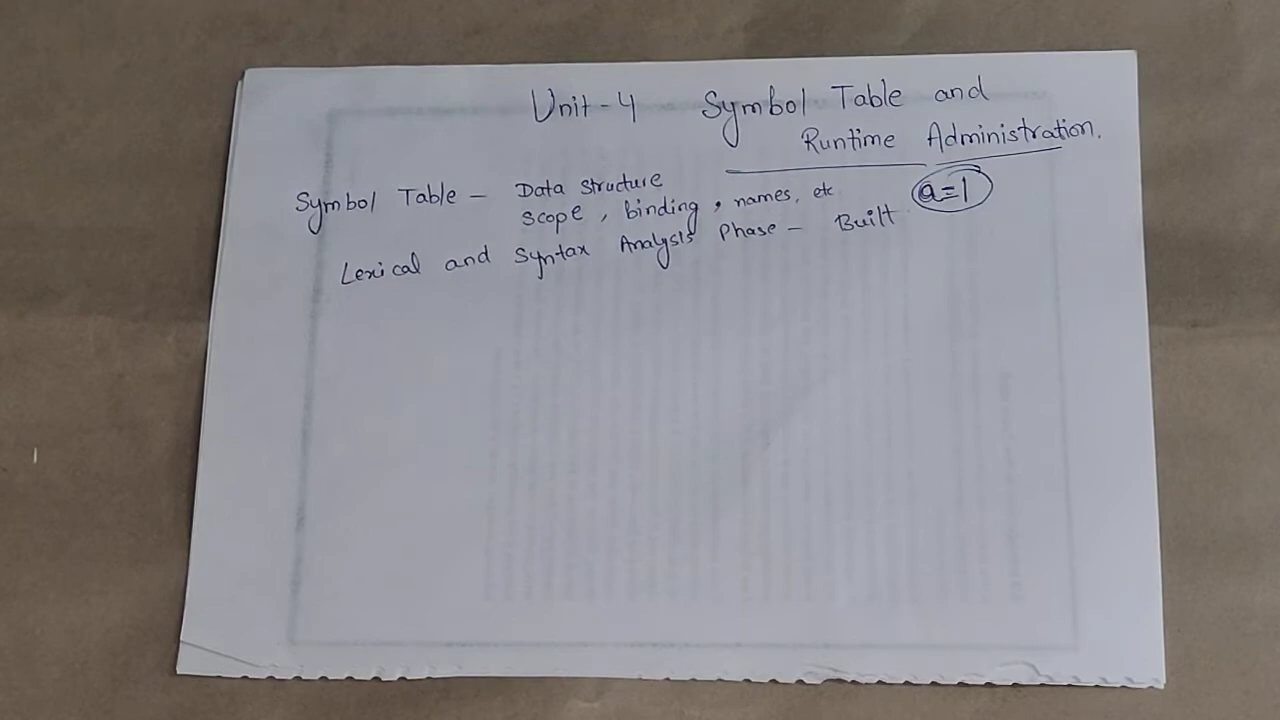 Unit-4 Symbol Table and
Runtime Administration.
Symbol Table - Data Structure
Scope, binding, names, etc a=1
Lexical and Syntax Analysis Phase - Built